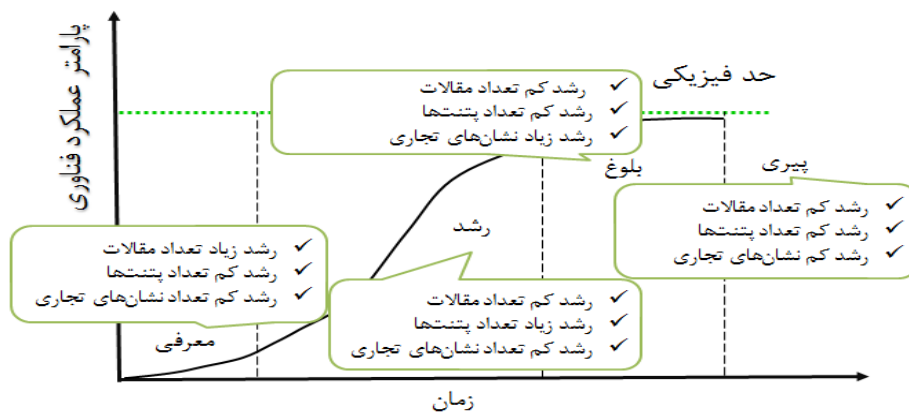 پارامتر عملکرد فناوری
حد فیزیکی
✓ رشد کم تعداد مقالات
✓ رشد کم تعداد پتنت‌ها
✓ رشد زیاد نشان‌های تجاری
بلوغ
پیری
✓ رشد کم تعداد مقالات
✓ رشد کم تعداد پتنت‌ها
✓ رشد کم نشان‌های تجاری
رشد
✓ رشد زیاد تعداد مقالات
✓ رشد کم تعداد پتنت‌ها
✓ رشد کم تعداد نشان‌های تجاری
معرفی
✓ رشد کم تعداد مقالات
✓ رشد زیاد تعداد پتنت‌ها
✓ رشد کم تعداد نشان‌های تجاری
زمان